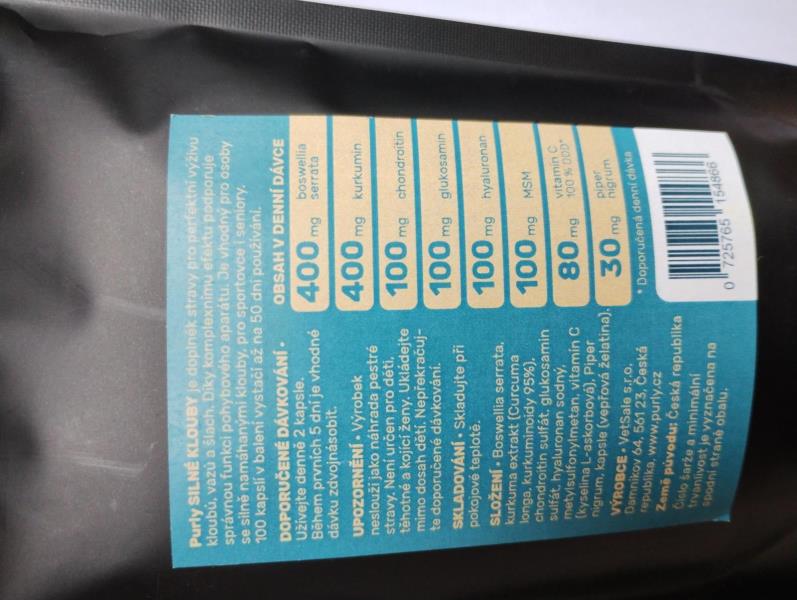 Purly SILNÉ KLOUBY je doplněk stravy pro perfektní výživu
kloubů, vazů a šlach. Díky komplexnímu efektu podporuje
správnou funkci pohybového aparátu. Je vhodný pro osoby
se silně namáhanými klouby, pro sportovce i seniory.
100 kapslí v balení vystačí až na 50 dní používání.
DOPORUČENÉ DÁVKOVÁNÍ •
Užívejte denně 2 kapsle.
Během prvních 5 dní je vhodné
dávku zdvojnásobit.
UPOZORNĚNÍ • Výrobek
neslouží jako náhrada pestré
stravy. Není určen pro děti,
těhotné a kojící ženy. Ukládejte
mimo dosah dětí. Nepřekračuj-
te doporučené dávkování.
SKLADOVÁNÍ • Skladujte při
pokojové teplotě.
SLOŽENÍ • Boswellia serrata,
kurkuma extrakt (Curcuma
longa, kurkuminoidy 95%),
chondroitin sulfát, glukosamin
sulfát, hyaluronan sodný,
metylsulfonylmetan, vitamín C
(kyselina L-askorbová), Piper
nigrum, kapsle (vepřová želatina).
VÝROBCE • VetSale s.r.o,
Damníkov 64, 561 23, Česká
republika, www.purly.cz
Země původu: Česká republika
Číslo šarže a minimální
trvanlivost je vyznačena na
spodní straně obalu.
OBSAH V DENNÍ DÁVCE
400 mg boswellia serrata
400 mg kurkumin
100 mg chondroitin
100 mg glukosamin
100 mg hyaluronan
100 mg MSM
80 mg vitamín C 100 % DDD*
30 mg piper nigrum
* Doporučená denní dávka
0 725765 154866